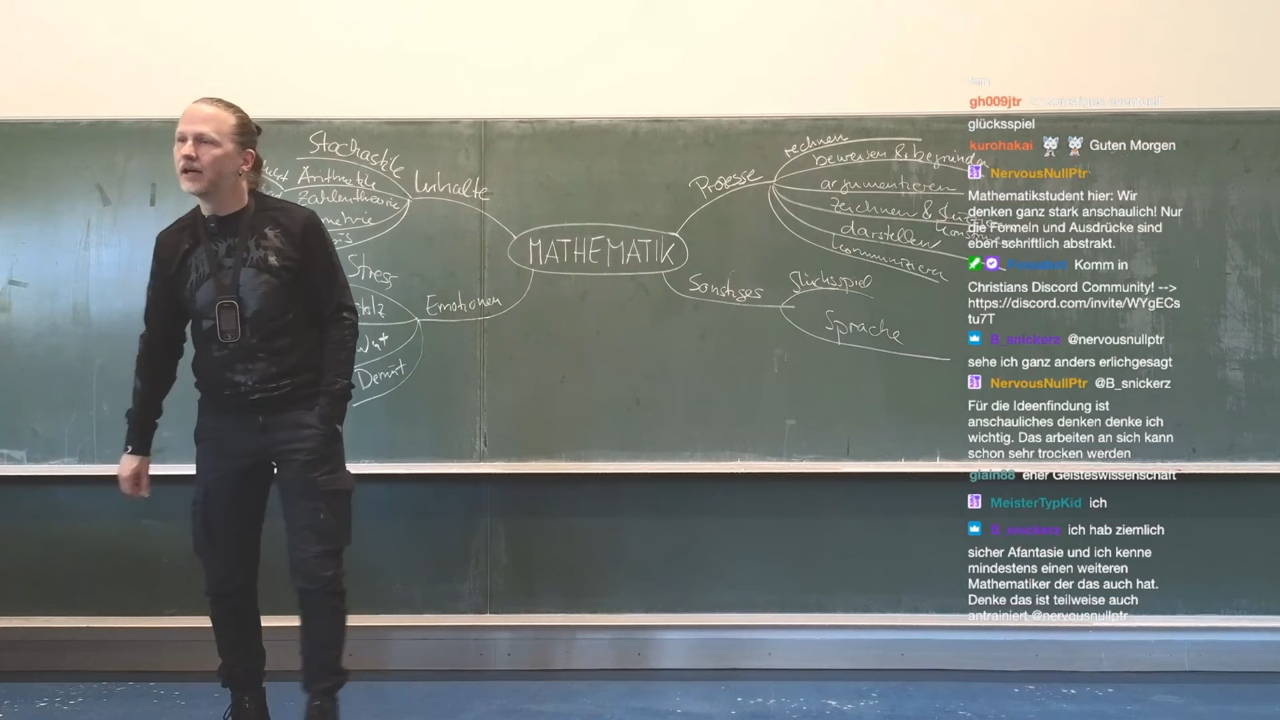 Stochastik
Arithmetik
Zahlentheorie
Inhalte
Stress
Wut
Demut
Emotionen
MATHEMATIK
Prozesse
rechnen
beweisen & begründen
argumentieren
zeichnen &
darstellen
kommunizieren
Sonstiges
Glücksspiel
Sprache
gh009jtr
glücksspiel
kurohakai Guten Morgen
NervousNullPtr
Mathematikstudent hier: Wir
denken ganz stark anschaulich! Nur
die Formeln und Ausdrücke sind
eben schriftlich abstrakt.
Komm in
Christians Discord Community! -->
https://discord.com/invite/WYgECs
tu7T
B_snickerz @nervousnullptr
sehe ich ganz anders erlichgesagt
NervousNullPtr @B_snickerz
Für die Ideenfindung ist
anschauliches denken denke ich
wichtig. Das arbeiten an sich kann
schon sehr trocken werden
giain88 eher Geisteswissenschaft
MeisterTypKid ich
B_snickerz ich hab ziemlich
sicher Afantasie und ich kenne
mindestens einen weiteren
Mathematiker der das auch hat.
Denke das ist teilweise auch
antrainiert @nervousnullptr